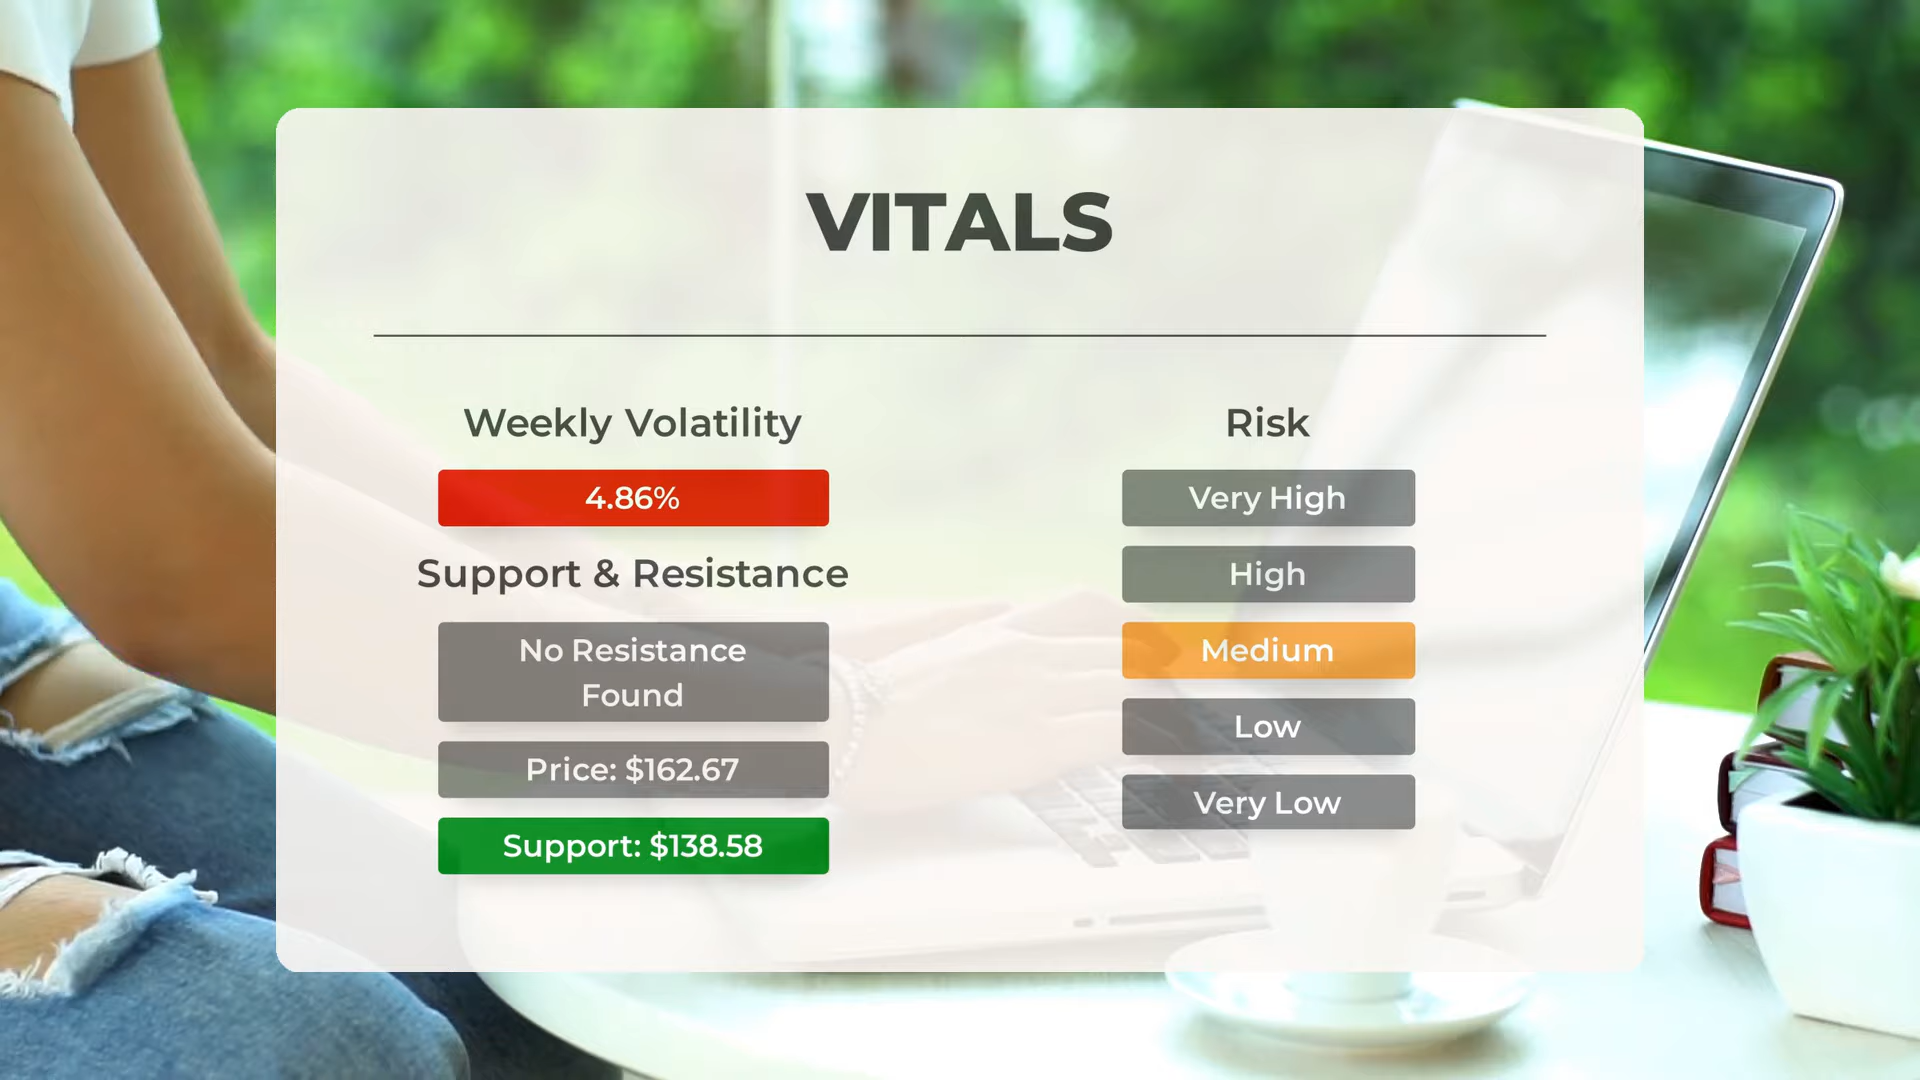 VITALS
Weekly Volatility
4.86%
Support & Resistance
No Resistance
Found
Price: $162.67
Support: $138.58
Risk
Very High
High
Medium
Low
Very Low